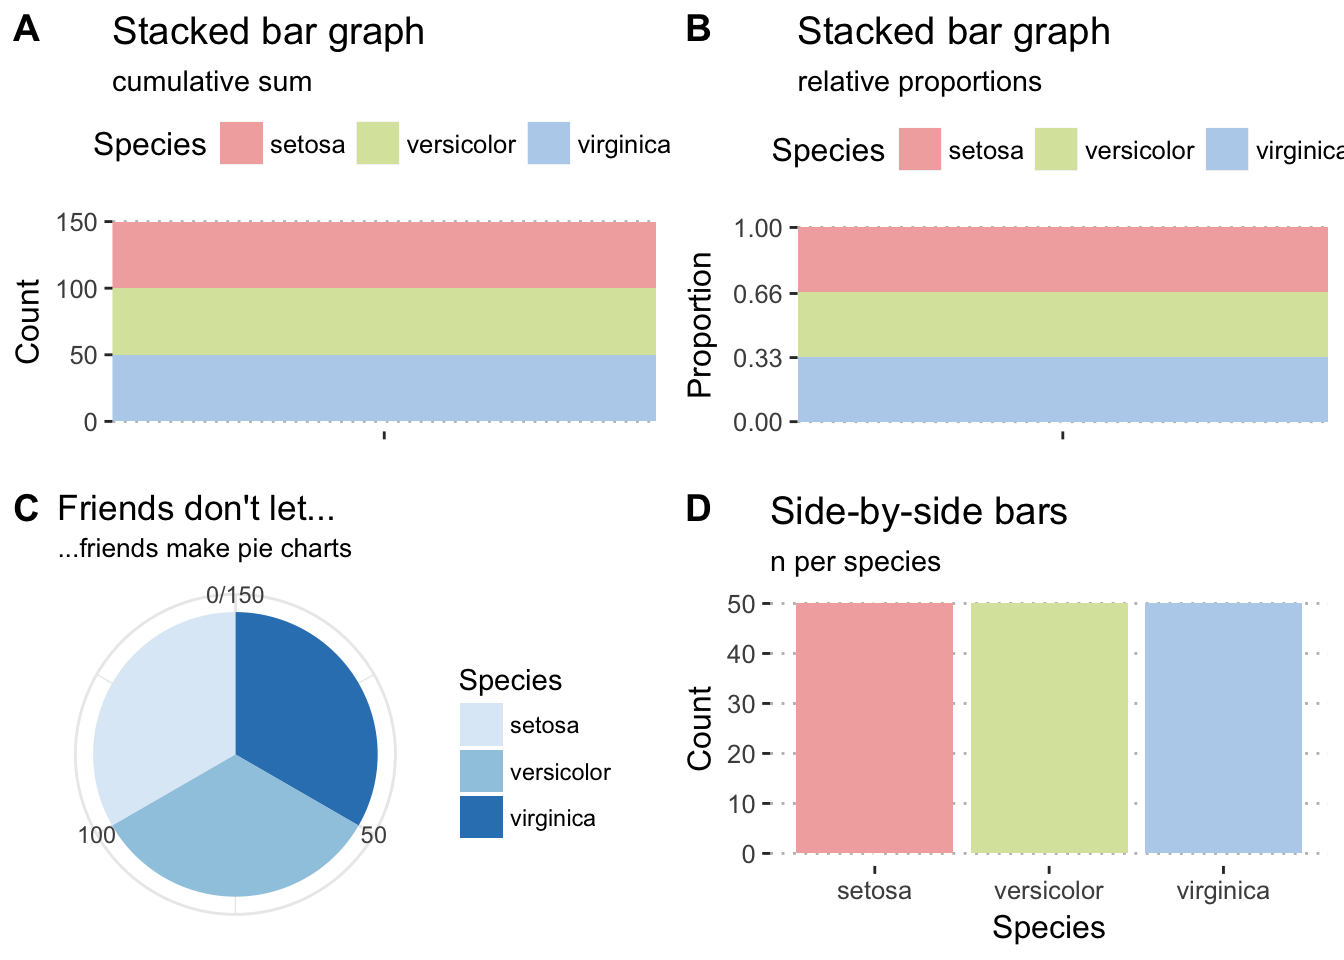 A Stacked bar graph
cumulative sum
Species setosa versicolor virginica
150
100
50
0
Count
B Stacked bar graph
relative proportions
Species setosa versicolor virginica
1.00
0.66
0.33
0.00
Proportion
C Friends don't let...
...friends make pie charts
0/150
100
50
Species
setosa
versicolor
virginica
D Side-by-side bars
n per species
50
40
30
20
10
0
Count
setosa versicolor virginica
Species